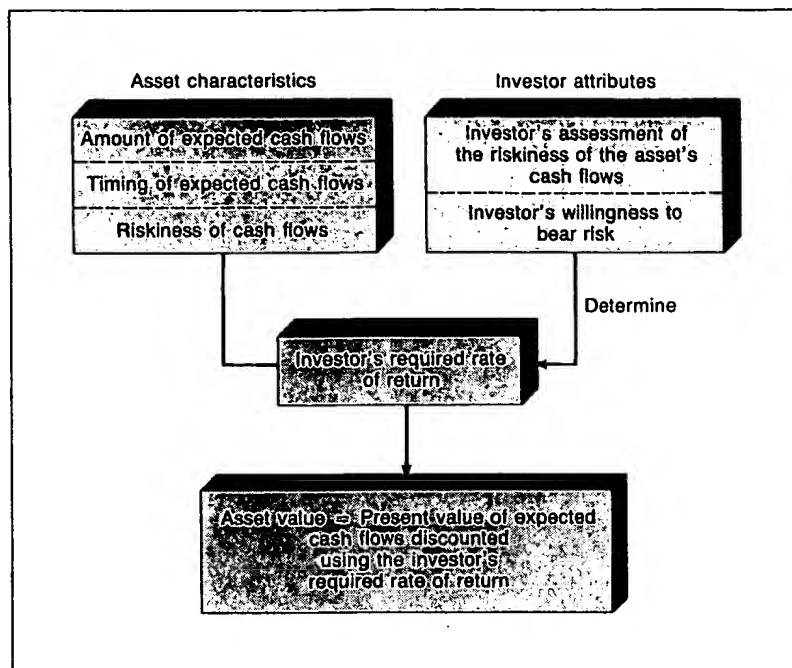 Asset characteristics
Amount of expected cash flows
Timing of expected cash flows
Riskiness of cash flows
Investor attributes
Investor's assessment of
the riskiness of the asset's
cash flows
Investor's willingness to
bear risk
Determine
Investor's required rate
of return
Asset value = Present value of expected
cash flows discounted
using the investor's
required rate of return